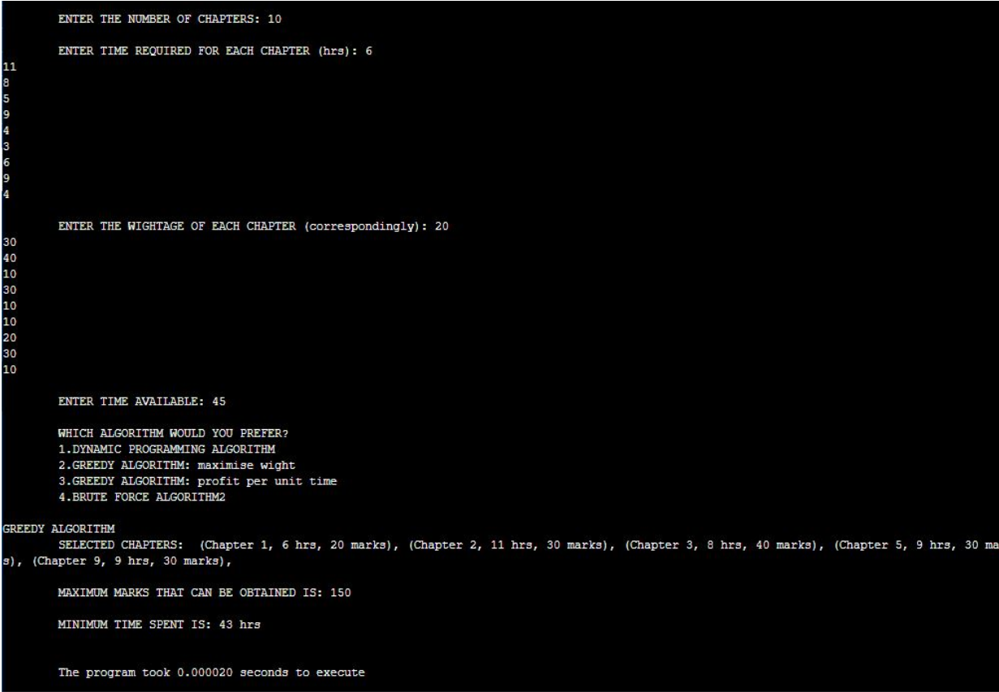 ENTER THE NUMBER OF CHAPTERS: 10
ENTER TIME REQUIRED FOR EACH CHAPTER (hrs): 6
11
8
5
9
4
3
6
9
4
ENTER THE WIGHTAGE OF EACH CHAPTER (correspondingly): 20
30
40
10
30
10
10
20
30
10
ENTER TIME AVAILABLE: 45
WHICH ALGORITHM WOULD YOU PREFER?
1.DYNAMIC PROGRAMMING ALGORITHM
2.GREEDY ALGORITHM: maximise wight
3.GREEDY ALGORITHM: profit per unit time
4.BRUTE FORCE ALGORITHM2
GREEDY ALGORITHM
SELECTED CHAPTERS:  (Chapter 1, 6 hrs, 20 marks), (Chapter 2, 11 hrs, 30 marks), (Chapter 3, 8 hrs, 40 marks), (Chapter 5, 9 hrs, 30 ma
s), (Chapter 9, 9 hrs, 30 marks),
MAXIMUM MARKS THAT CAN BE OBTAINED IS: 150
MINIMUM TIME SPENT IS: 43 hrs
The program took 0.000020 seconds to execute